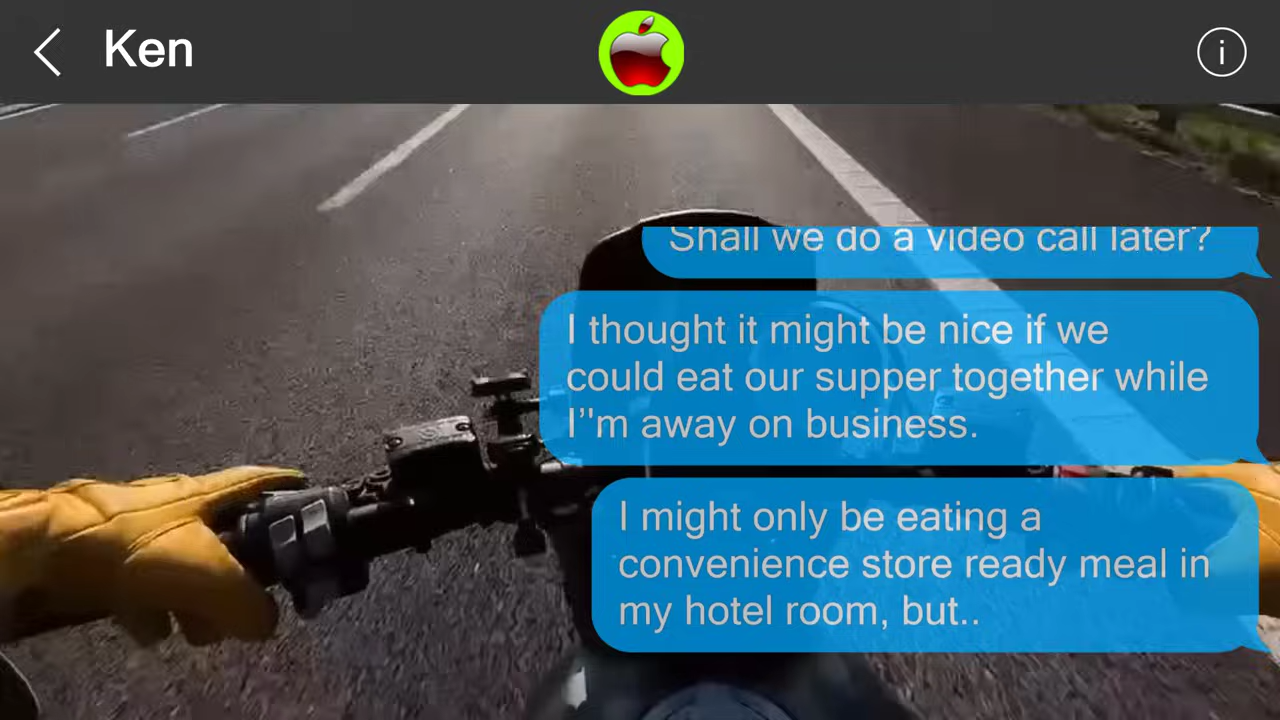 Ken
i
Shall we do a video call later?
I thought it might be nice if we
could eat our supper together while
I''m away on business.
I might only be eating a
convenience store ready meal in
my hotel room, but..